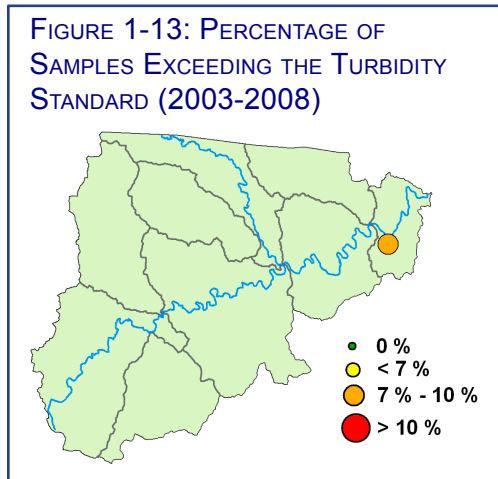 FIGURE 1-13: PERCENTAGE OF
SAMPLES EXCEEDING THE TURBIDITY
STANDARD (2003-2008)
0 %
< 7 %
7 % - 10 %
> 10 %